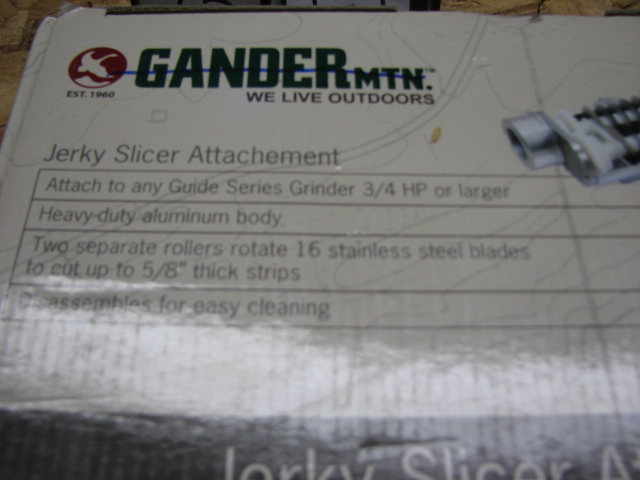 GANDER MTN.™
EST. 1960
WE LIVE OUTDOORS
Jerky Slicer Attachement
Attach to any Guide Series Grinder 3/4 HP or larger
Heavy-duty aluminum body
Two separate rollers rotate 16 stainless steel blades
to cut up to 5/8" thick strips
Disassembles for easy cleaning
Jerky Slicer